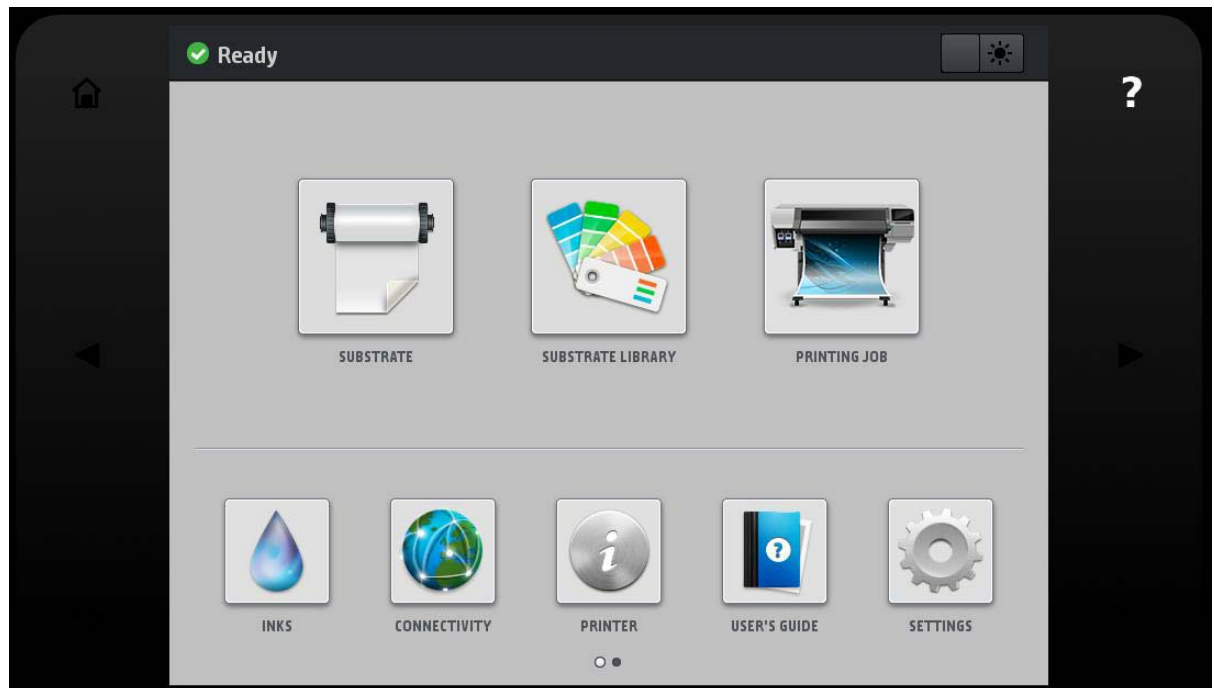 Ready
?
SUBSTRATE
SUBSTRATE LIBRARY
PRINTING JOB
i
?
INKS
CONNECTIVITY
PRINTER
USER'S GUIDE
SETTINGS